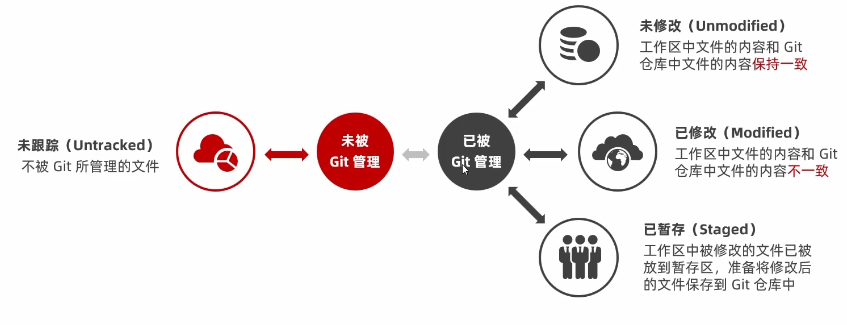 未跟踪（Untracked）
不被 Git 所管理的文件
未被
Git 管理
已被
Git 管理
未修改（Unmodified）
工作区中文件的内容和 Git
仓库中文件的内容保持一致
已修改（Modified）
工作区中文件的内容和 Git
仓库中文件的内容不一致
已暂存（Staged）
工作区中被修改的文件已被
放到暂存区，准备将修改后
的文件保存到 Git 仓库中